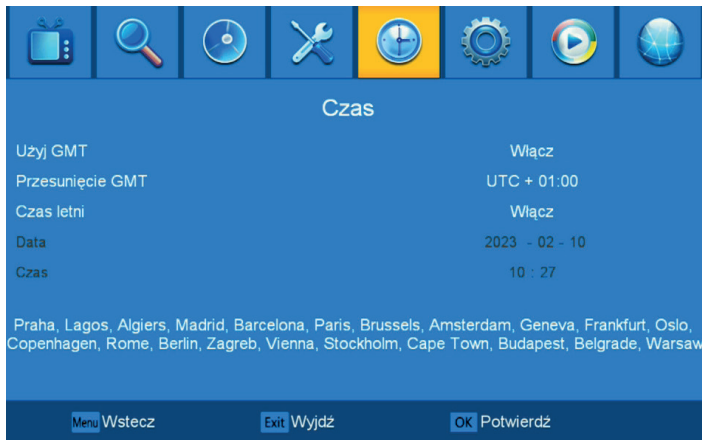 Czas
Użyj GMT Włącz
Przesunięcie GMT UTC + 01:00
Czas letni Włącz
Data 2023 - 02 - 10
Czas 10 : 27
Praha, Lagos, Algiers, Madrid, Barcelona, Paris, Brussels, Amsterdam, Geneva, Frankfurt, Oslo,
Copenhagen, Rome, Berlin, Zagreb, Vienna, Stockholm, Cape Town, Budapest, Belgrade, Warsaw
Menu Wstecz Exit Wyjdź OK Potwierdź